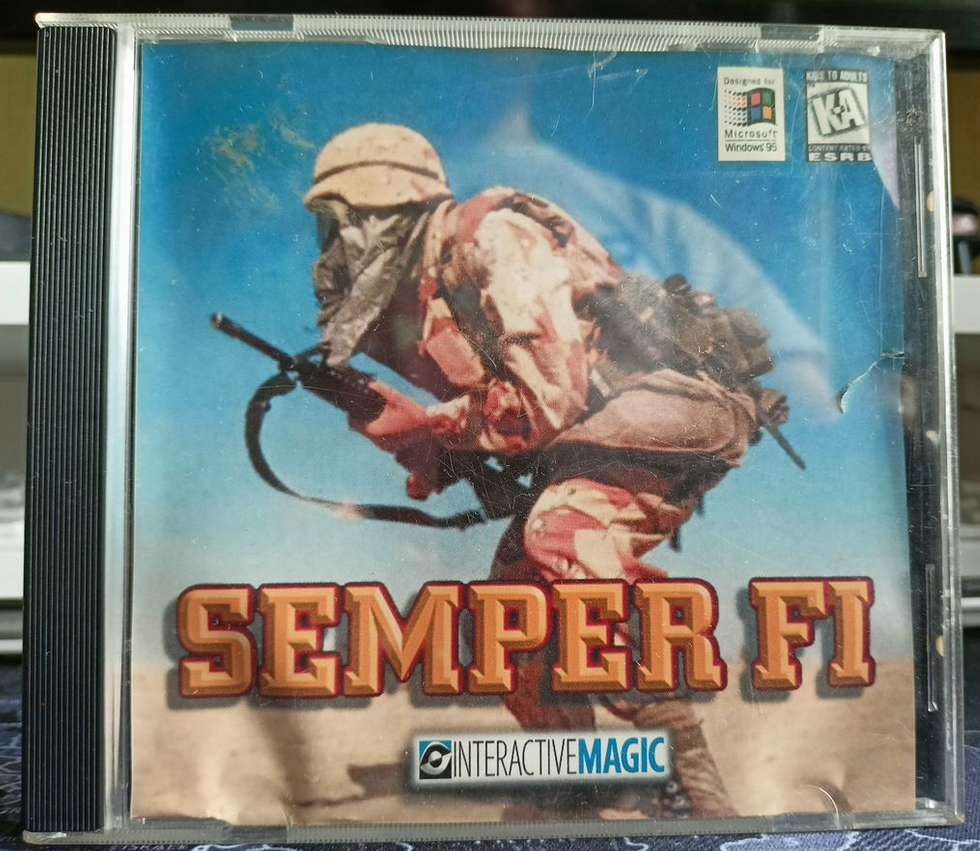 Designed for
Microsoft®
Windows®95
KIDS TO ADULTS
K-A
CONTENT RATED BY
ESRB
SEMPER FI
INTERACTIVEMAGIC